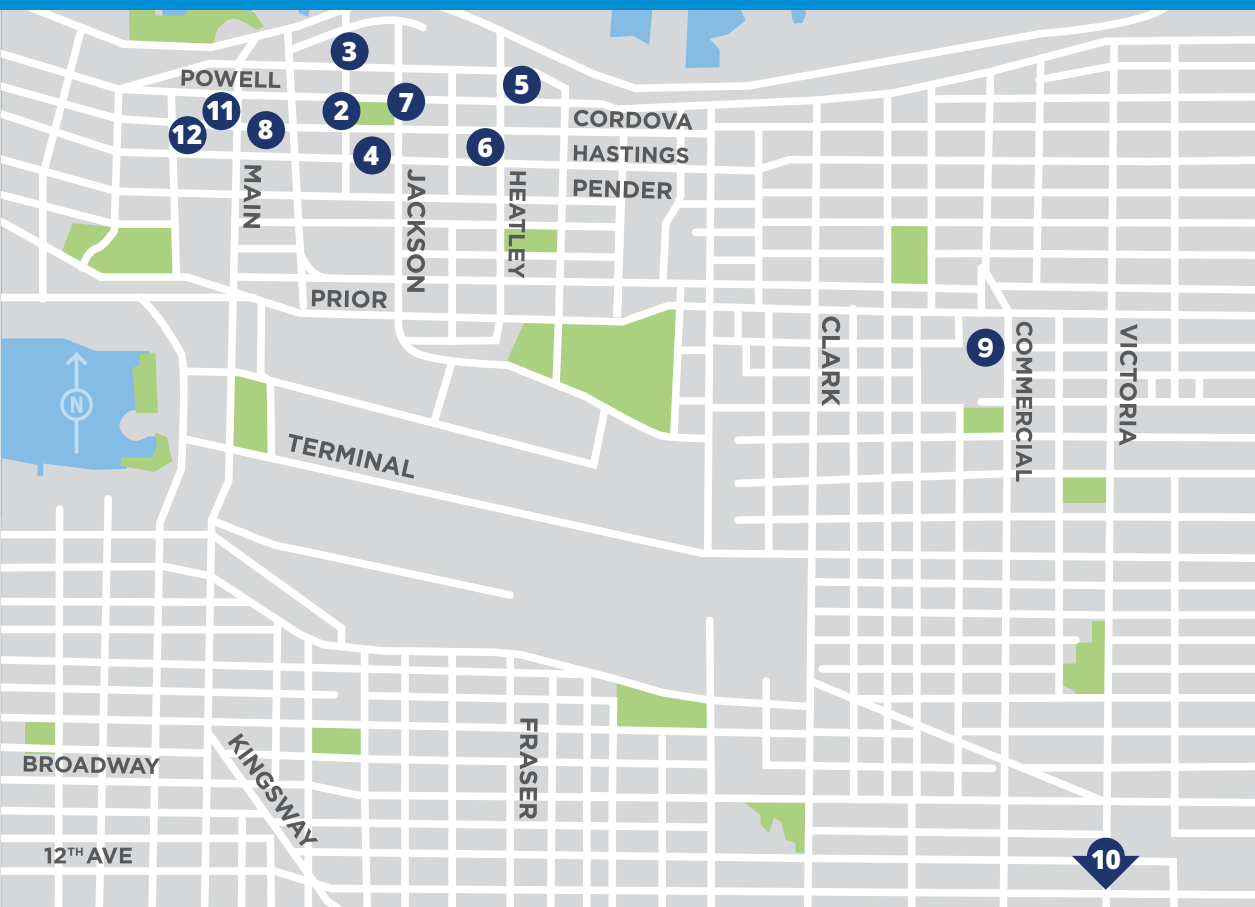 3
POWELL
5
11
2
7
CORDOVA
12
8
4
6
HASTINGS
PENDER
MAIN
JACKSON
HEATLEY
PRIOR
CLARK
9
COMMERCIAL
VICTORIA
N
TERMINAL
FRASER
BROADWAY
KINGSWAY
12TH AVE
10